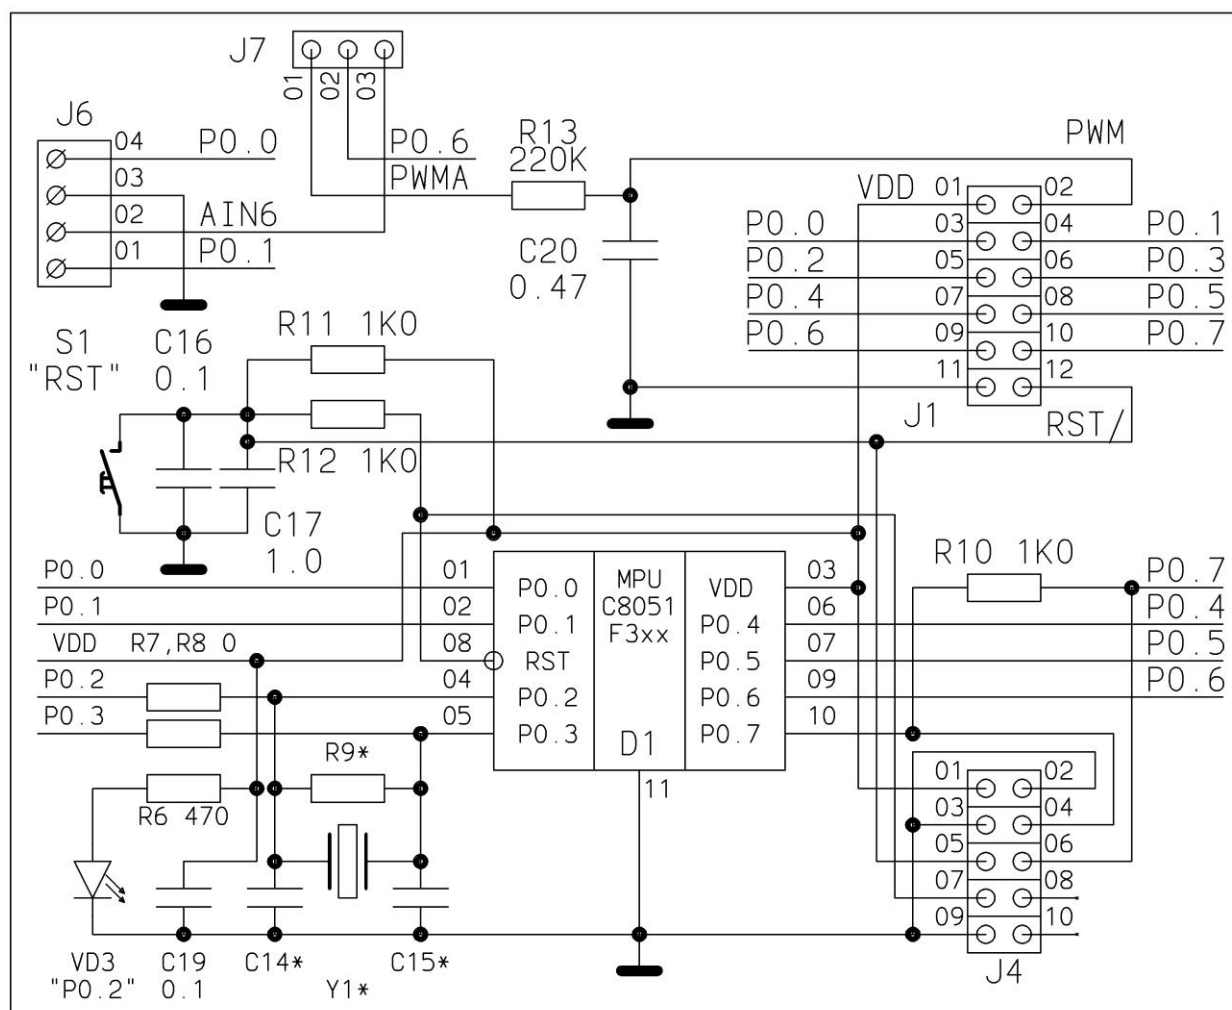 J7
01
02
03
J6
04
P0.0
03
02
AIN6
01
P0.1
P0.6
PWMA
R13
220K
C20
0.47
PWM
VDD
01
02
P0.0
03
04
P0.1
P0.2
05
06
P0.3
P0.4
07
08
P0.5
P0.6
09
10
P0.7
11
12
J1
RST/
S1
"RST"
C16
0.1
R11 1K0
R12 1K0
C17
1.0
P0.0
01
P0.1
02
VDD
R7,R8 0
08
P0.2
04
P0.3
05
P0.0
P0.1
RST
P0.2
P0.3
MPU
C8051
F3xx
D1
VDD
P0.4
P0.5
P0.6
P0.7
03
06
07
09
10
11
R10 1K0
P0.7
P0.4
P0.5
P0.6
R9*
R6 470
VD3
"P0.2"
C19
0.1
C14*
Y1*
C15*
01
02
03
04
05
06
07
08
09
10
J4